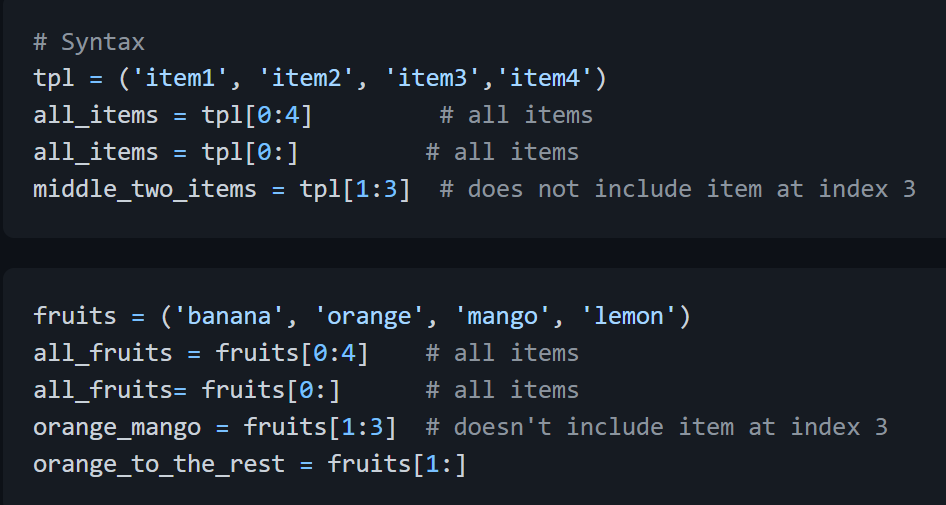 # Syntax
tpl = ('item1', 'item2', 'item3','item4')
all_items = tpl[0:4]         # all items
all_items = tpl[0:]         # all items
middle_two_items = tpl[1:3]  # does not include item at index 3
fruits = ('banana', 'orange', 'mango', 'lemon')
all_fruits = fruits[0:4]    # all items
all_fruits= fruits[0:]      # all items
orange_mango = fruits[1:3]  # doesn't include item at index 3
orange_to_the_rest = fruits[1:]